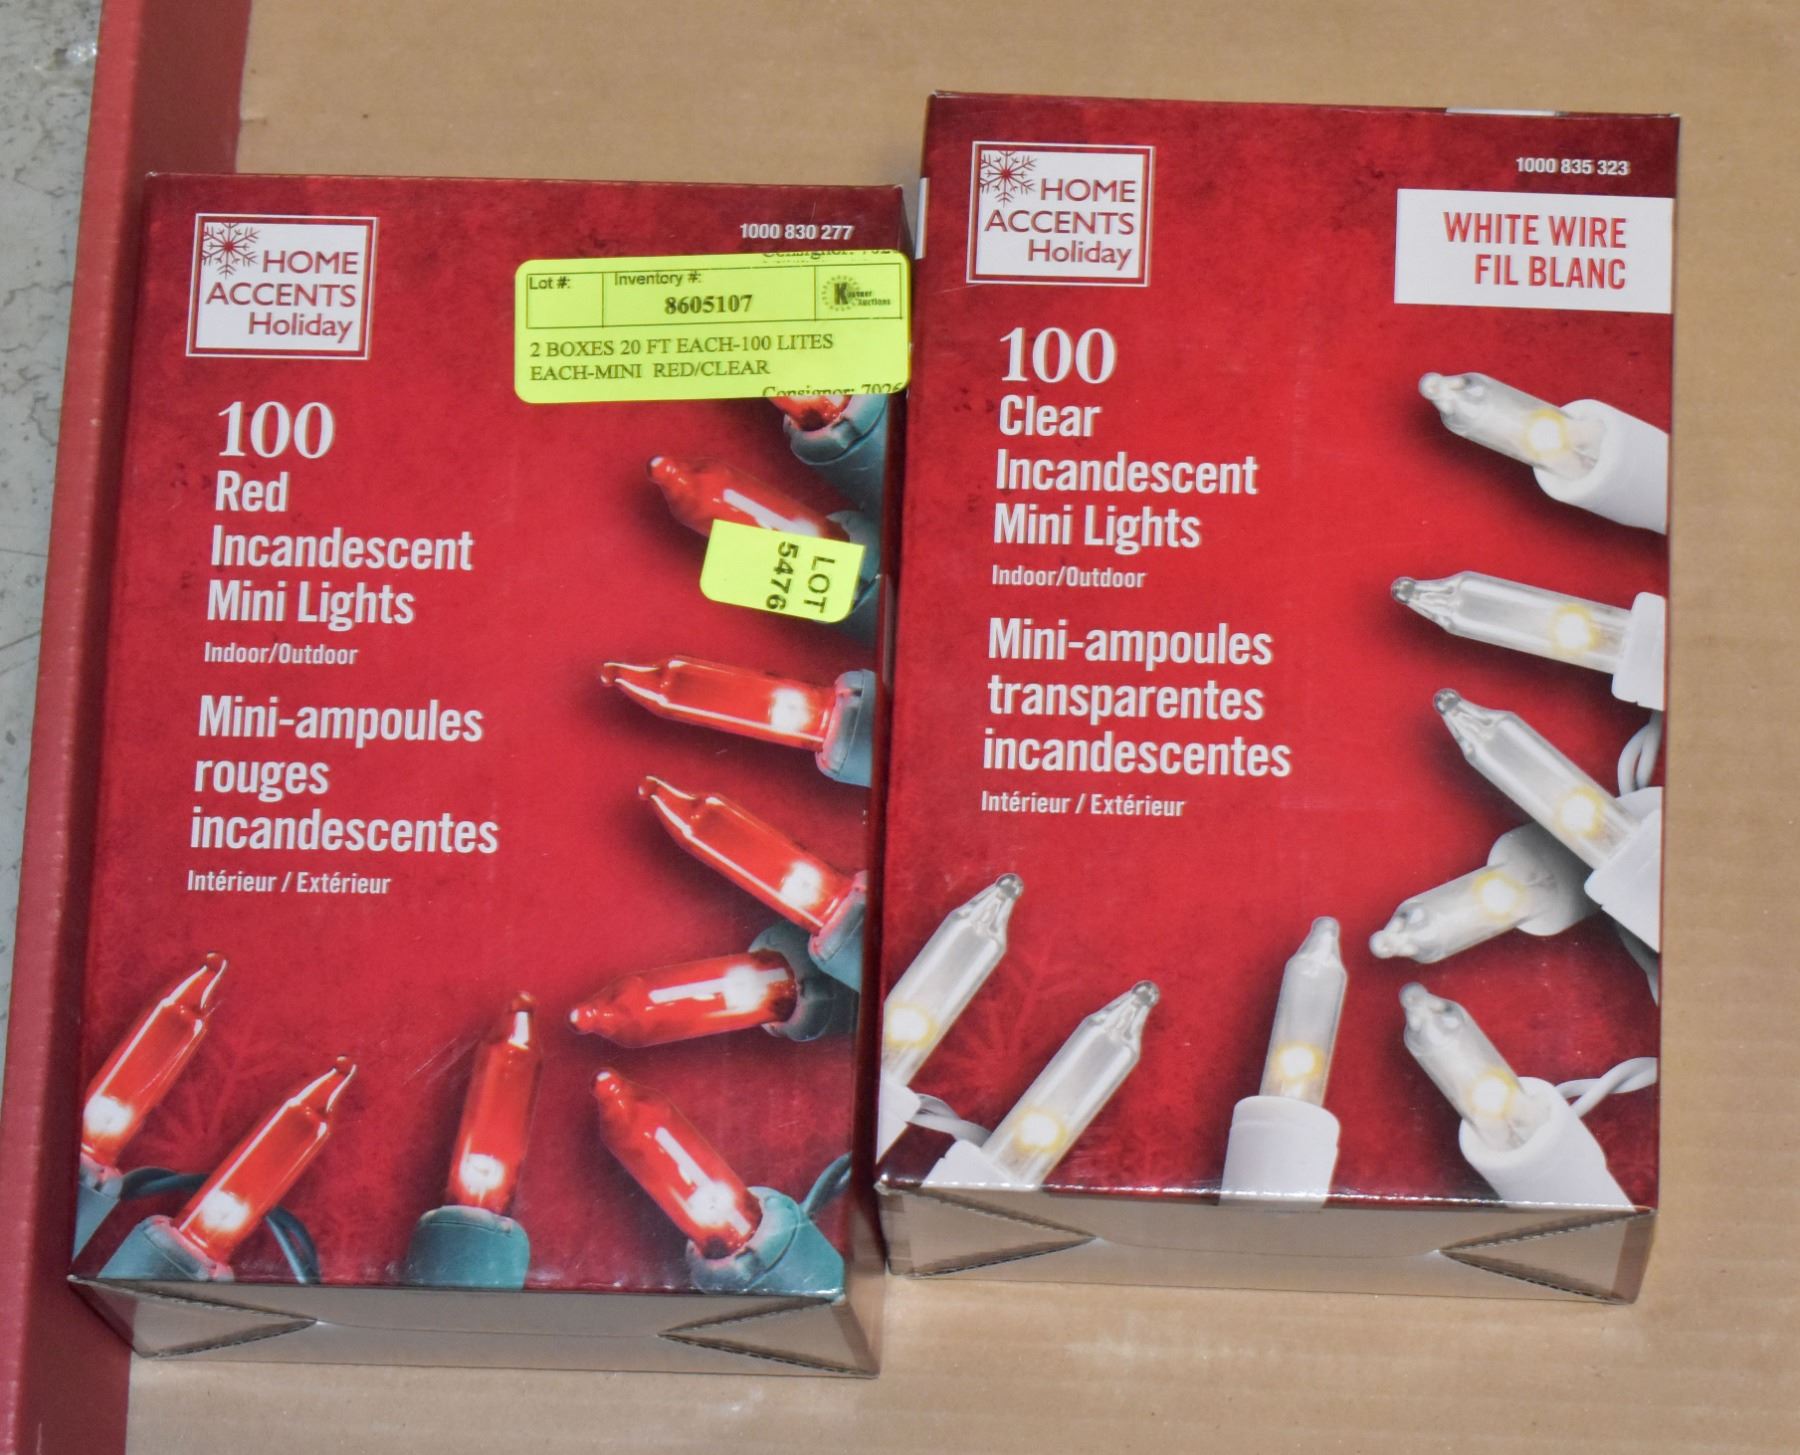 HOME
ACCENTS
Holiday
1000 830 277
Lot #:
Inventory #:
8605107
2 BOXES 20 FT EACH-100 LITES
EACH-MINI RED/CLEAR
Consignor: 7026
100
Red
Incandescent
Mini Lights
Indoor/Outdoor
LOT
5476
Mini-ampoules
rouges
incandescentes
Intérieur / Extérieur
HOME
ACCENTS
Holiday
1000 835 323
WHITE WIRE
FIL BLANC
100
Clear
Incandescent
Mini Lights
Indoor/Outdoor
Mini-ampoules
transparentes
incandescentes
Intérieur / Extérieur